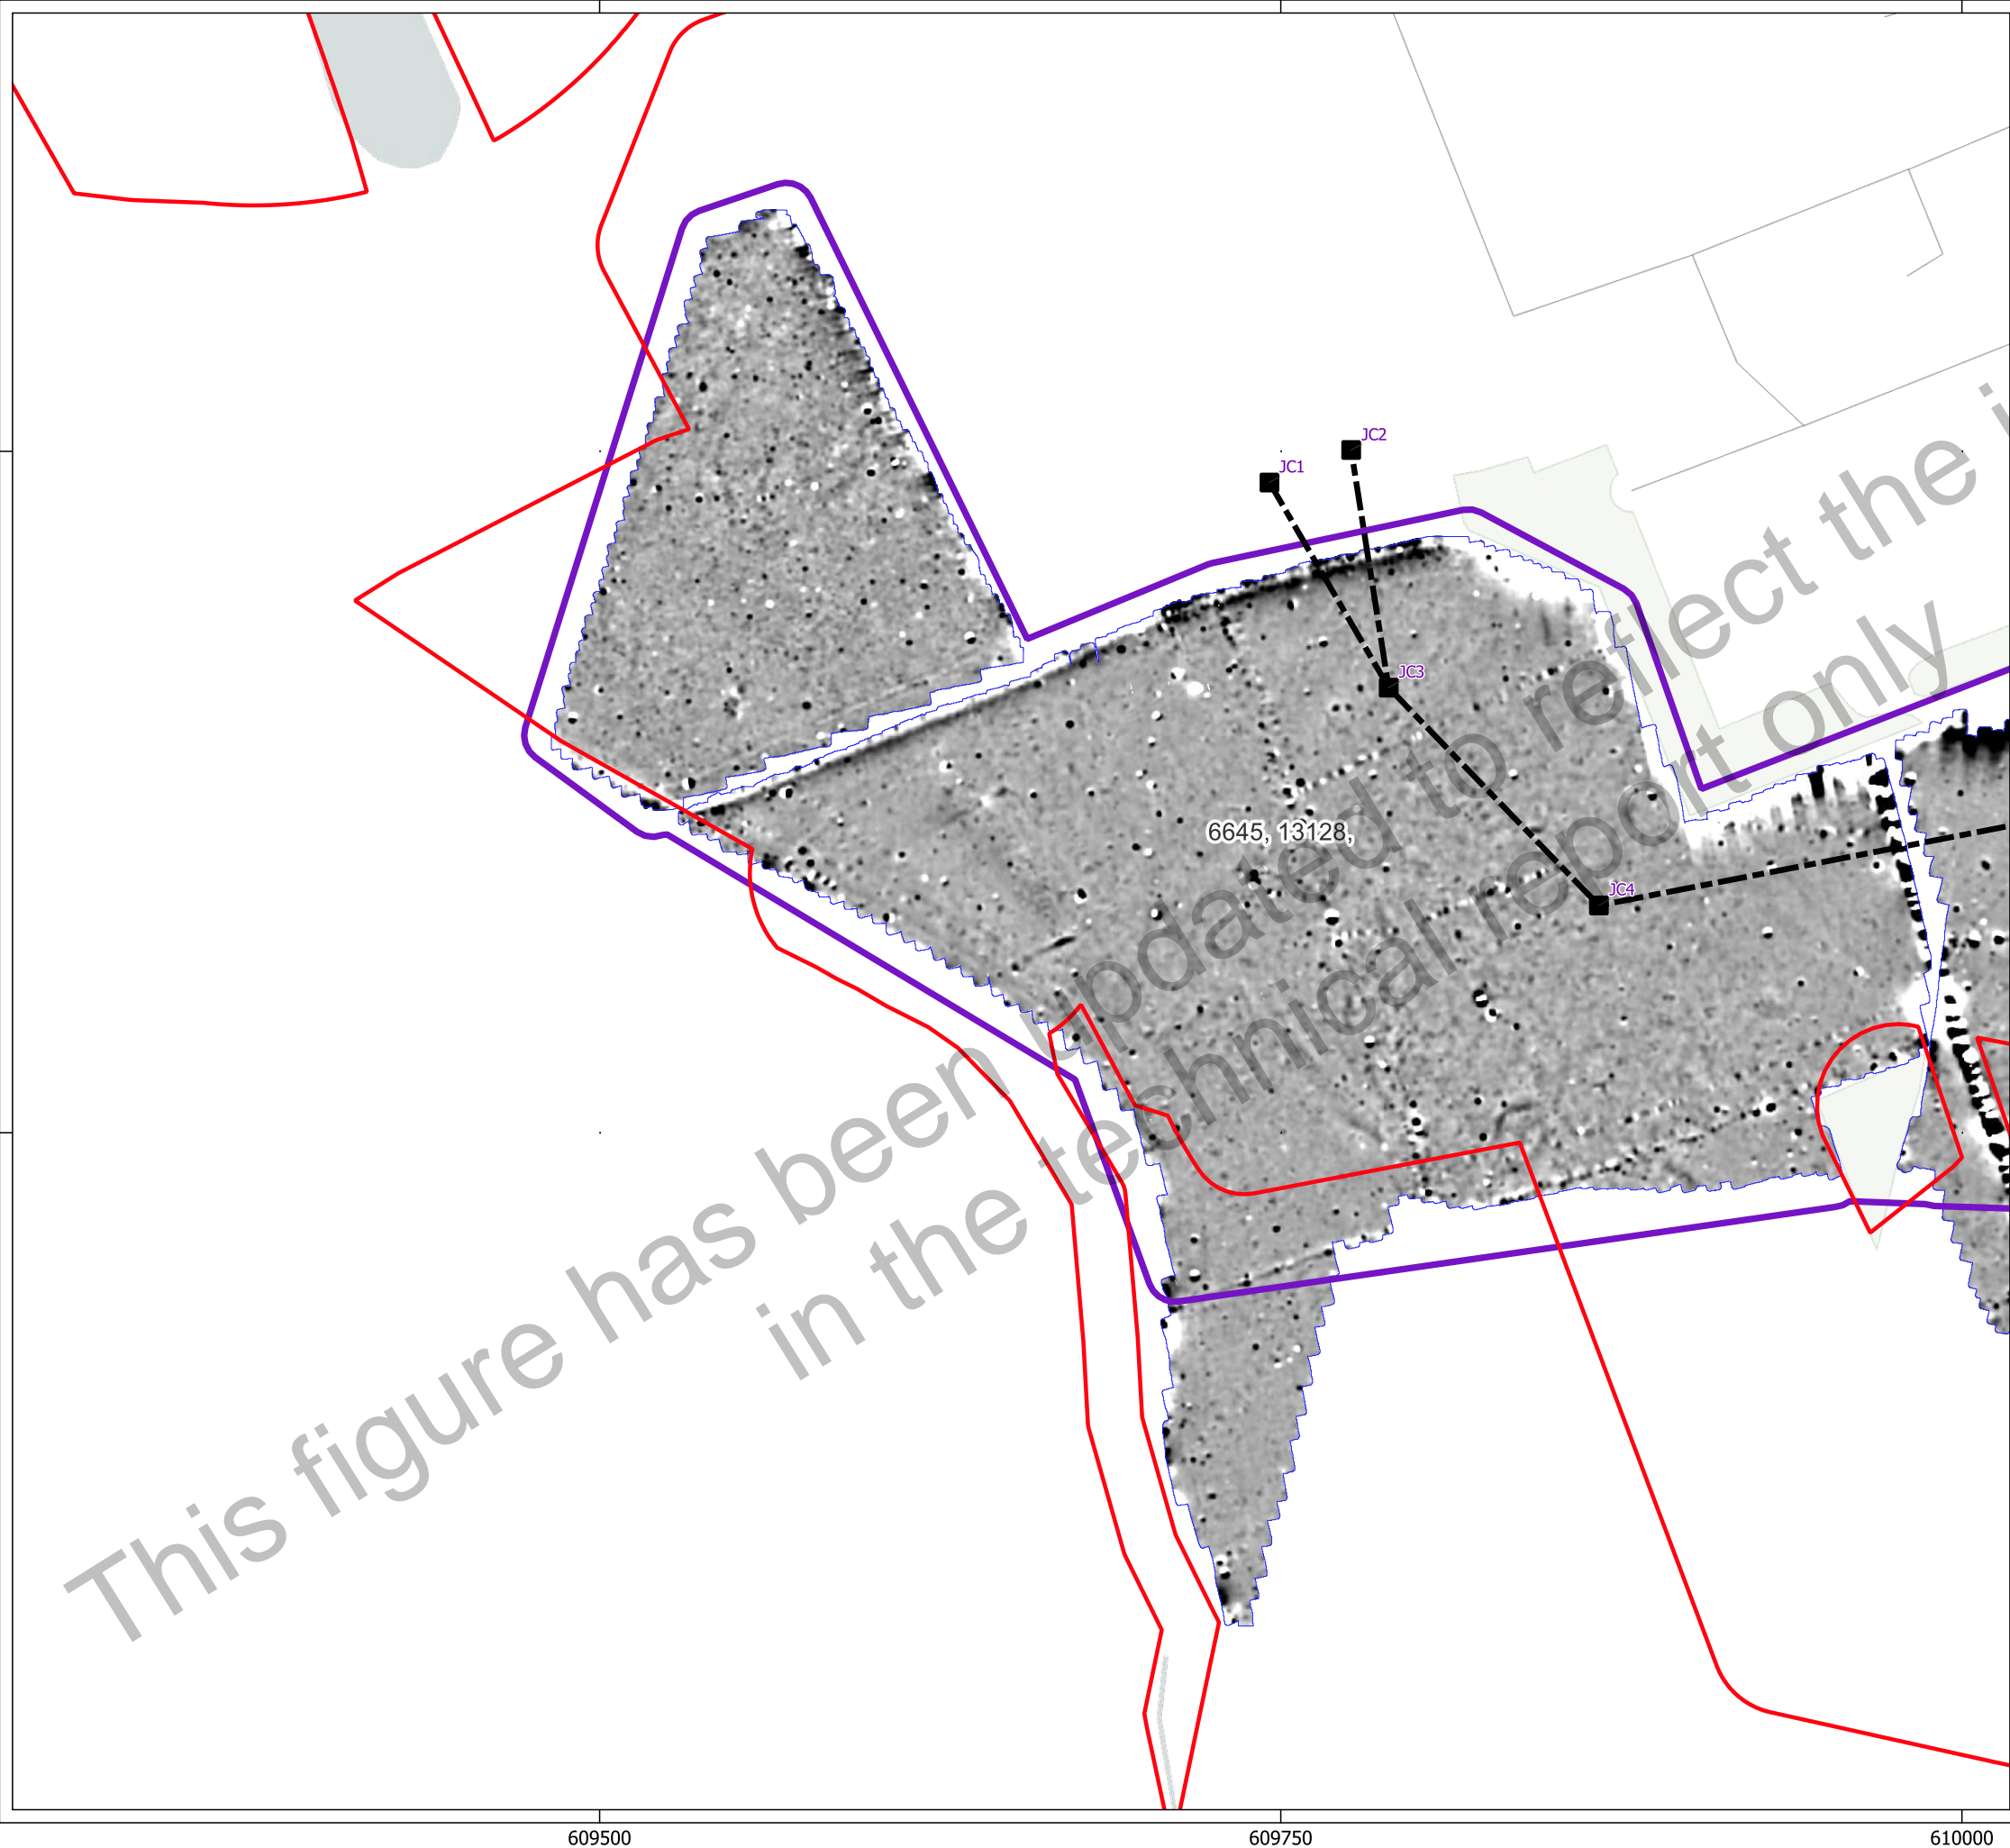 JC2
JC1
JC3
6645, 13128,
JC4
This figure has been updated to reflect the i
in the technical report only
609500
609750
610000